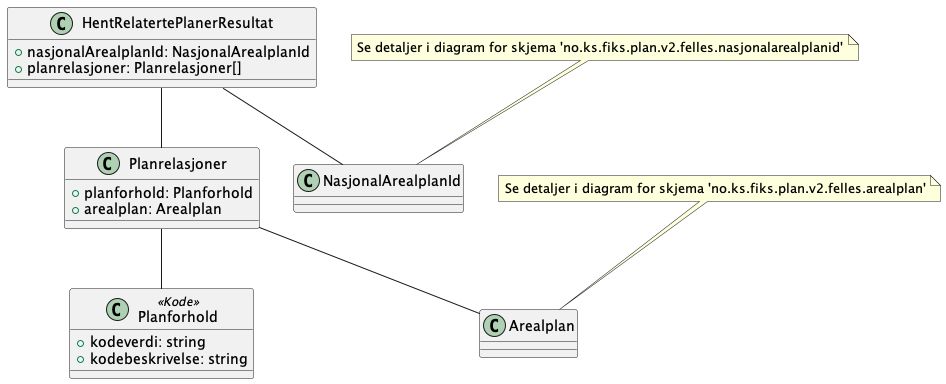 C HentRelatertePlanerResultat
nasjonalArealplanId: NasjonalArealplanId
planrelasjoner: Planrelasjoner[]
Se detaljer i diagram for skjema 'no.ks.fiks.plan.v2.felles.nasjonalarealplanid'
C Planrelasjoner
planforhold: Planforhold
arealplan: Arealplan
C NasjonalArealplanId
Se detaljer i diagram for skjema 'no.ks.fiks.plan.v2.felles.arealplan'
C «Kode»
Planforhold
kodeverdi: string
kodebeskrivelse: string
C Arealplan